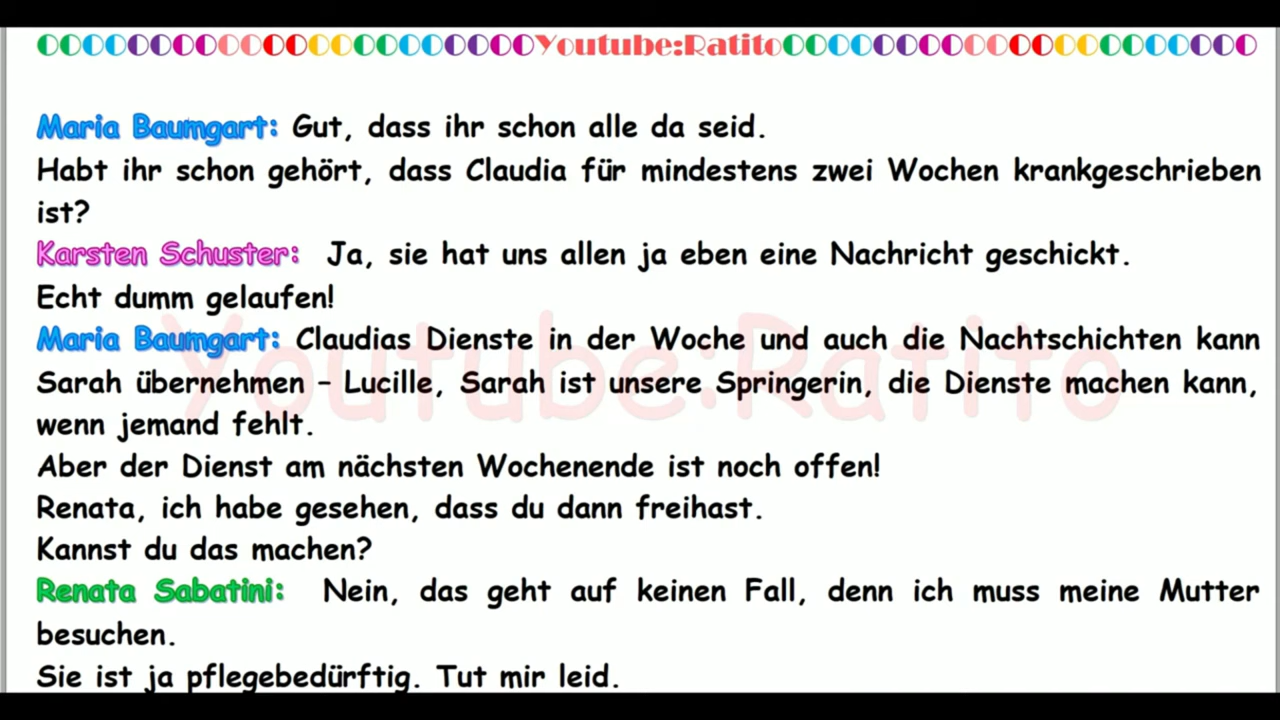 Youtube:Ratito
Maria Baumgart: Gut, dass ihr schon alle da seid.
Habt ihr schon gehört, dass Claudia für mindestens zwei Wochen krankgeschrieben
ist?
Karsten Schuster: Ja, sie hat uns allen ja eben eine Nachricht geschickt.
Echt dumm gelaufen!
Maria Baumgart: Claudias Dienste in der Woche und auch die Nachtschichten kann
Sarah übernehmen – Lucille, Sarah ist unsere Springerin, die Dienste machen kann,
Youtube:Ratito
wenn jemand fehlt.
Aber der Dienst am nächsten Wochenende ist noch offen!
Renata, ich habe gesehen, dass du dann freihast.
Kannst du das machen?
Renata Sabatini: Nein, das geht auf keinen Fall, denn ich muss meine Mutter
besuchen.
Sie ist ja pflegebedürftig. Tut mir leid.